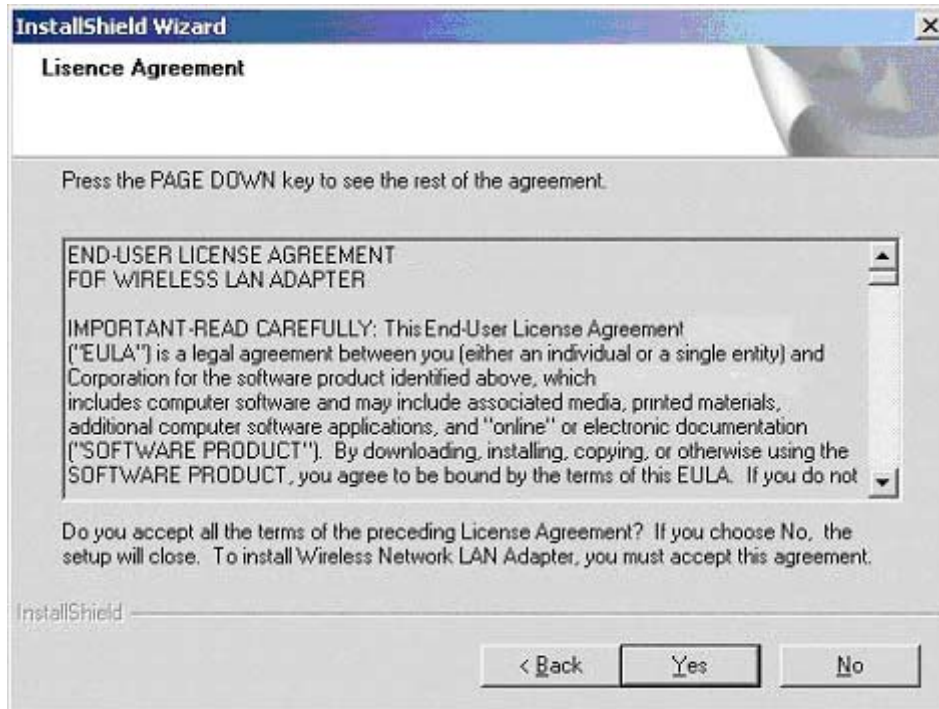 InstallShield Wizard
Lisence Agreement
Press the PAGE DOWN key to see the rest of the agreement.
END-USER LICENSE AGREEMENT
FOR WIRELESS LAN ADAPTER
IMPORTANT-READ CAREFULLY: This End-User License Agreement
("EULA") is a legal agreement between you (either an individual or a single entity) and
Corporation for the software product identified above, which
includes computer software and may include associated media, printed materials,
additional computer software applications, and "online" or electronic documentation
("SOFTWARE PRODUCT"). By downloading, installing, copying, or otherwise using the
SOFTWARE PRODUCT, you agree to be bound by the terms of this EULA. If you do not
Do you accept all the terms of the preceding License Agreement? If you choose No, the
setup will close. To install Wireless Network LAN Adapter, you must accept this agreement.
InstallShield
< Back Yes No